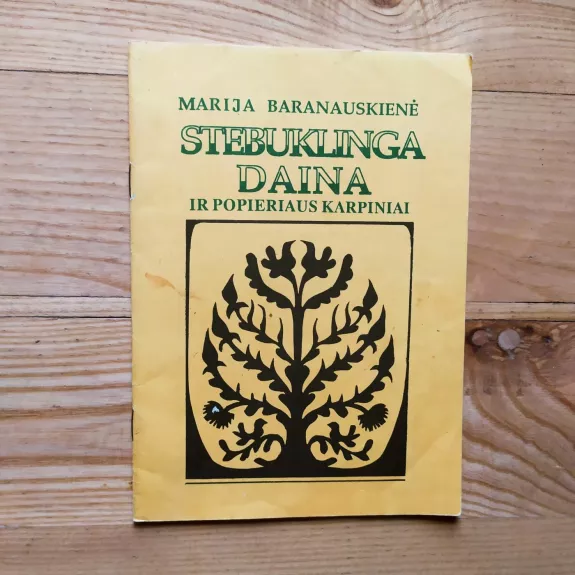 MARIJA BARANAUSKIENĖ
STEBUKLINGA
DAINA
IR POPIERIAUS KARPINIAI